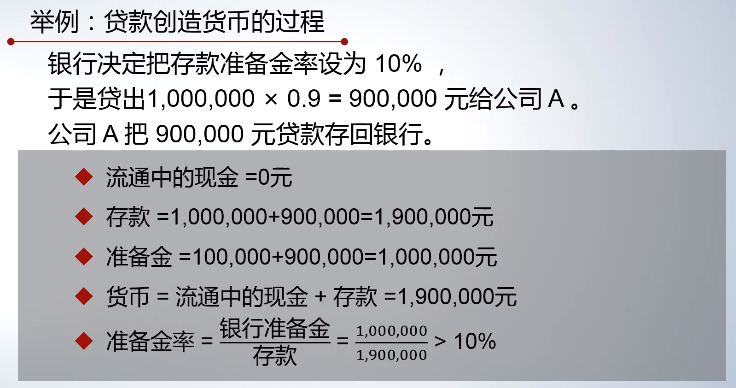 举例：贷款创造货币的过程
银行决定把存款准备金率设为 10% ，
于是贷出1,000,000 × 0.9 = 900,000 元给公司 A 。
公司 A 把 900,000 元贷款存回银行。
流通中的现金 =0元
存款 =1,000,000+900,000=1,900,000元
准备金 =100,000+900,000=1,000,000元
货币 = 流通中的现金 + 存款 =1,900,000元
准备金率 = 银行准备金/存款 = 1,000,000/1,900,000 > 10%